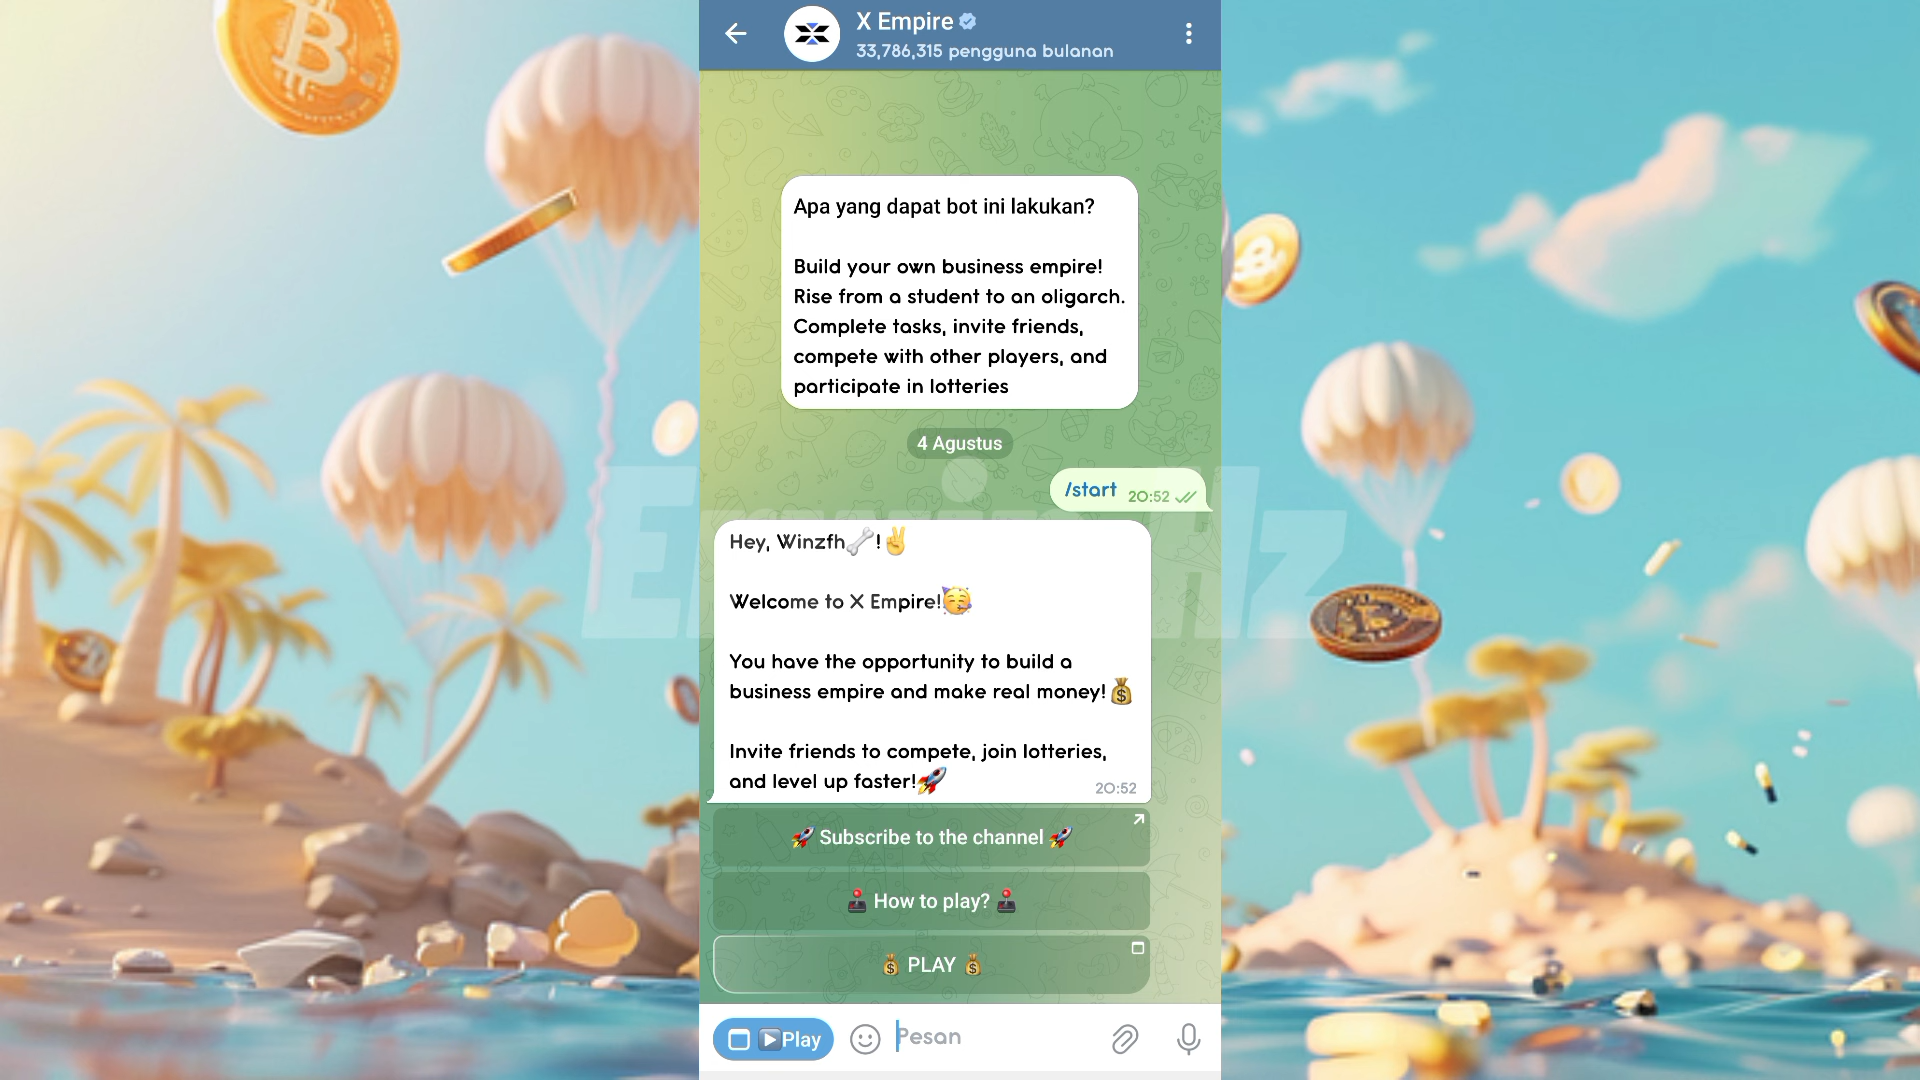 X Empire
33,786,315 pengguna bulanan
Apa yang dapat bot ini lakukan?
Build your own business empire!
Rise from a student to an oligarch.
Complete tasks, invite friends,
compete with other players, and
participate in lotteries
4 Agustus
/start 20:52
Hey, Winzfh🦴!✌️
Welcome to X Empire!🥳
You have the opportunity to build a
business empire and make real money!💰
Invite friends to compete, join lotteries,
and level up faster!🚀
20:52
🚀 Subscribe to the channel 🚀
🕹️ How to play? 🕹️
💰 PLAY 💰
▶️Play
Pesan